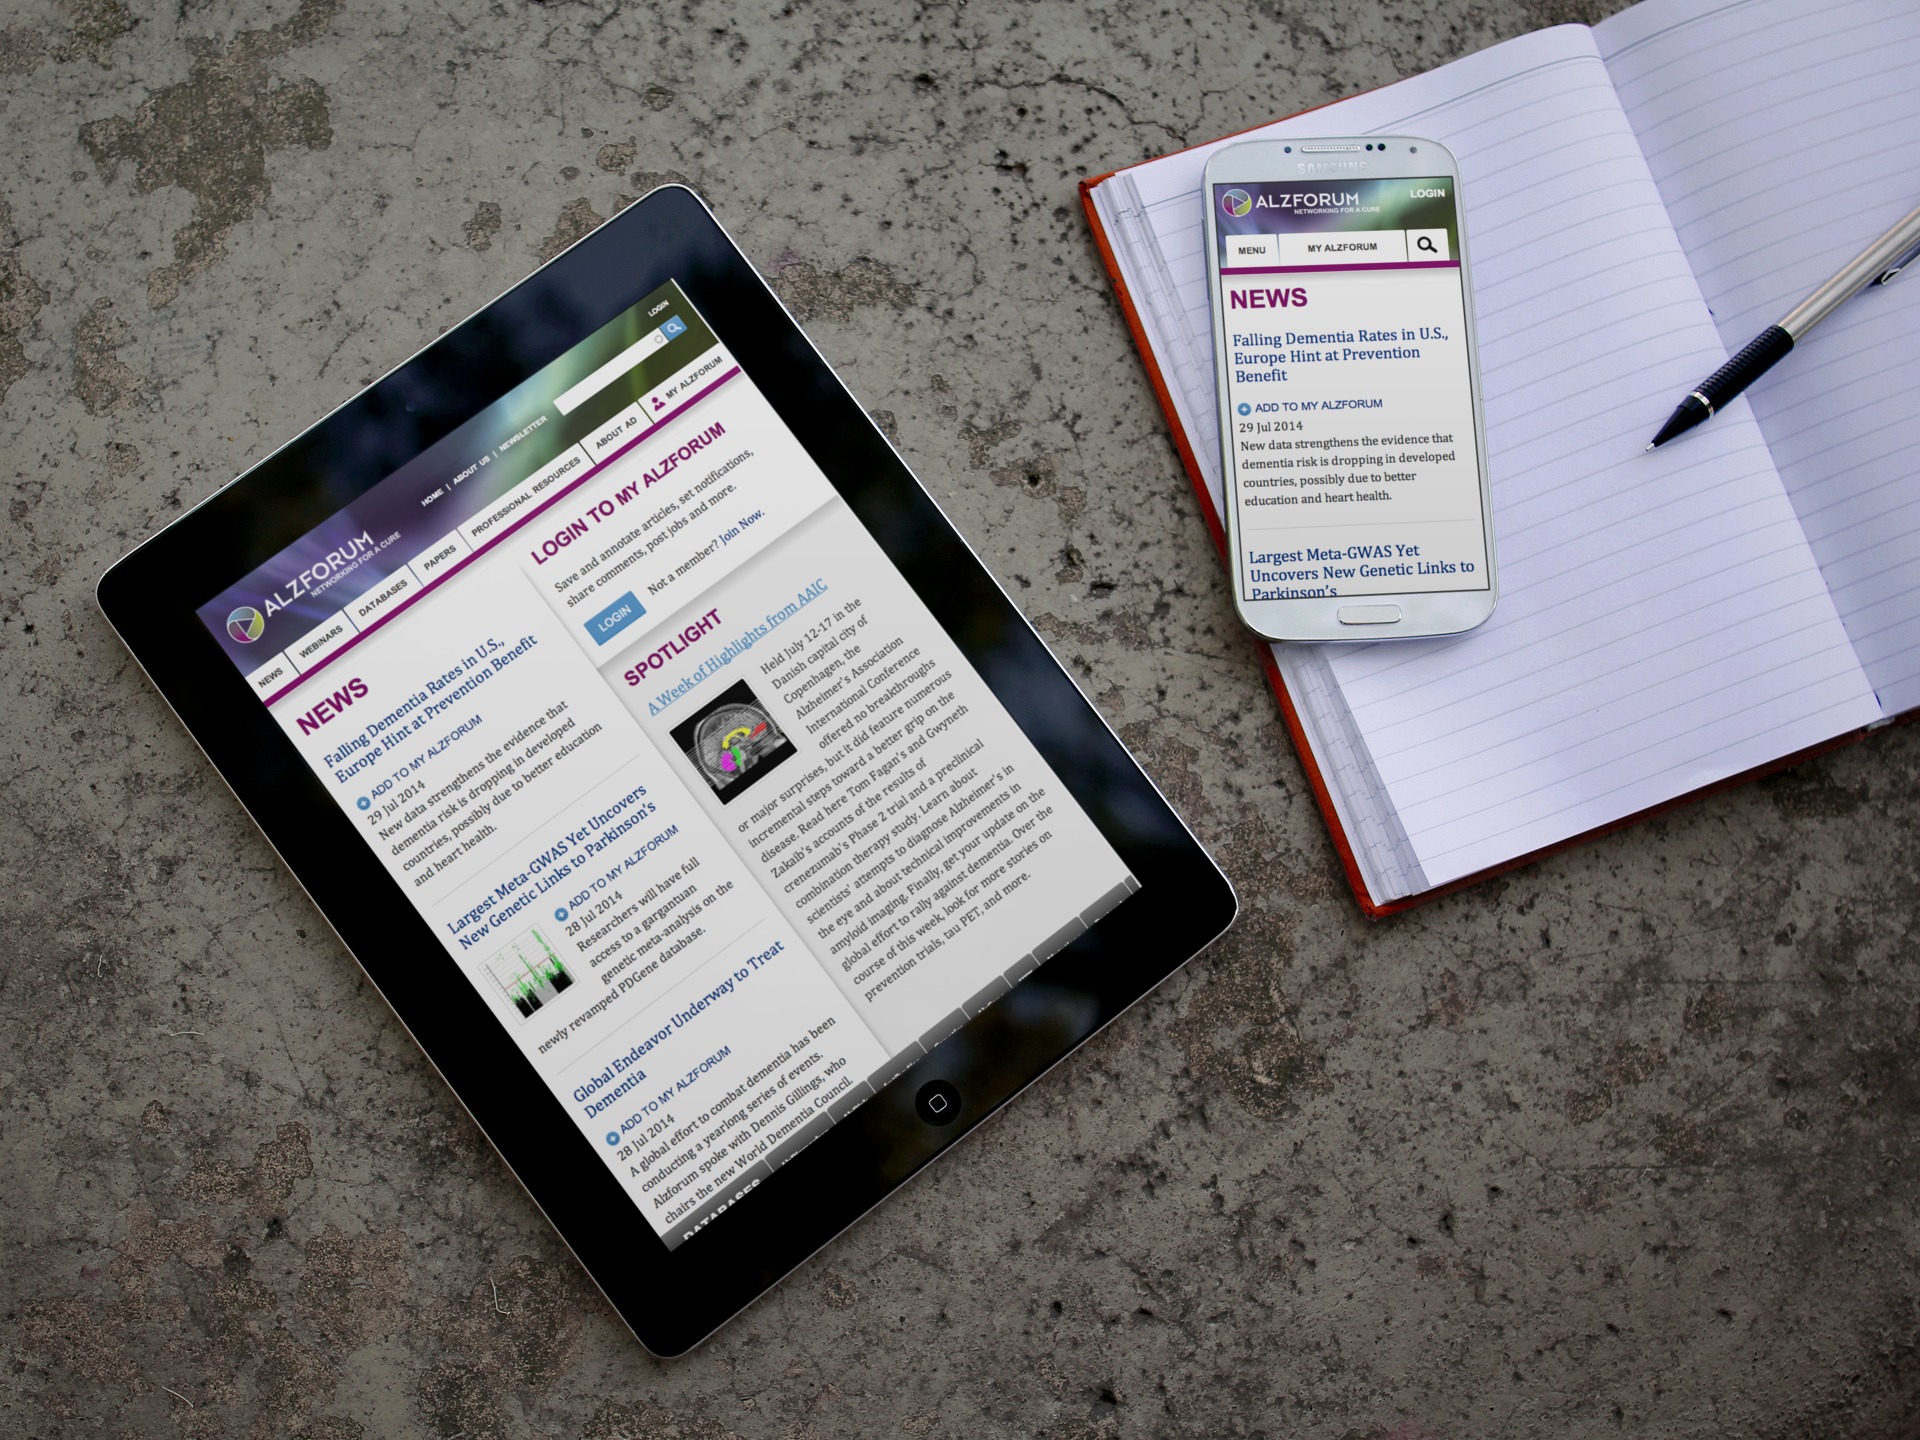 LOGIN
HOME | ABOUT US | NEWSLETTER
ALZFORUM
NETWORKING FOR A CURE
NEWS
WEBINARS
DATABASES
PAPERS
PROFESSIONAL RESOURCES
ABOUT AD
MY ALZFORUM
NEWS
Falling Dementia Rates in U.S.,
Europe Hint at Prevention Benefit
ADD TO MY ALZFORUM
29 Jul 2014
New data strengthens the evidence that
dementia risk is dropping in developed
countries, possibly due to better education
and heart health.
Largest Meta-GWAS Yet Uncovers
New Genetic Links to Parkinson's
ADD TO MY ALZFORUM
28 Jul 2014
Researchers will have full
access to a gargantuan
genetic meta-analysis on the
newly revamped PDGene database.
Global Endeavor Underway to Treat
Dementia
ADD TO MY ALZFORUM
28 Jul 2014
A global effort to combat dementia has been
conducting a yearlong series of events.
Alzforum spoke with Dennis Gillings, who
chairs the new World Dementia Council.
DATABASES
LOGIN TO MY ALZFORUM
Save and annotate articles, set notifications,
share comments, post jobs and more.
LOGIN
Not a member? Join Now.
SPOTLIGHT
A Week of Highlights from AAIC
Held July 12-17 in the
Danish capital city of
Copenhagen, the
Alzheimer's Association
International Conference
offered no breakthroughs
or major surprises, but it did feature numerous
incremental steps toward a better grip on the
disease. Read here Tom Fagan's and Gwyneth
Zakaib's accounts of the results of
crenezumab's Phase 2 trial and a preclinical
combination therapy study. Learn about
scientists' attempts to diagnose Alzheimer's in
the eye and about technical improvements in
amyloid imaging. Finally, get your update on the
global effort to rally against dementia. Over the
course of this week, look for more stories on
prevention trials, tau PET, and more.
SAMSUNG
ALZFORUM
NETWORKING FOR A CURE
LOGIN
MENU
MY ALZFORUM
NEWS
Falling Dementia Rates in U.S.,
Europe Hint at Prevention
Benefit
ADD TO MY ALZFORUM
29 Jul 2014
New data strengthens the evidence that
dementia risk is dropping in developed
countries, possibly due to better
education and heart health.
Largest Meta-GWAS Yet
Uncovers New Genetic Links to
Parkinson's